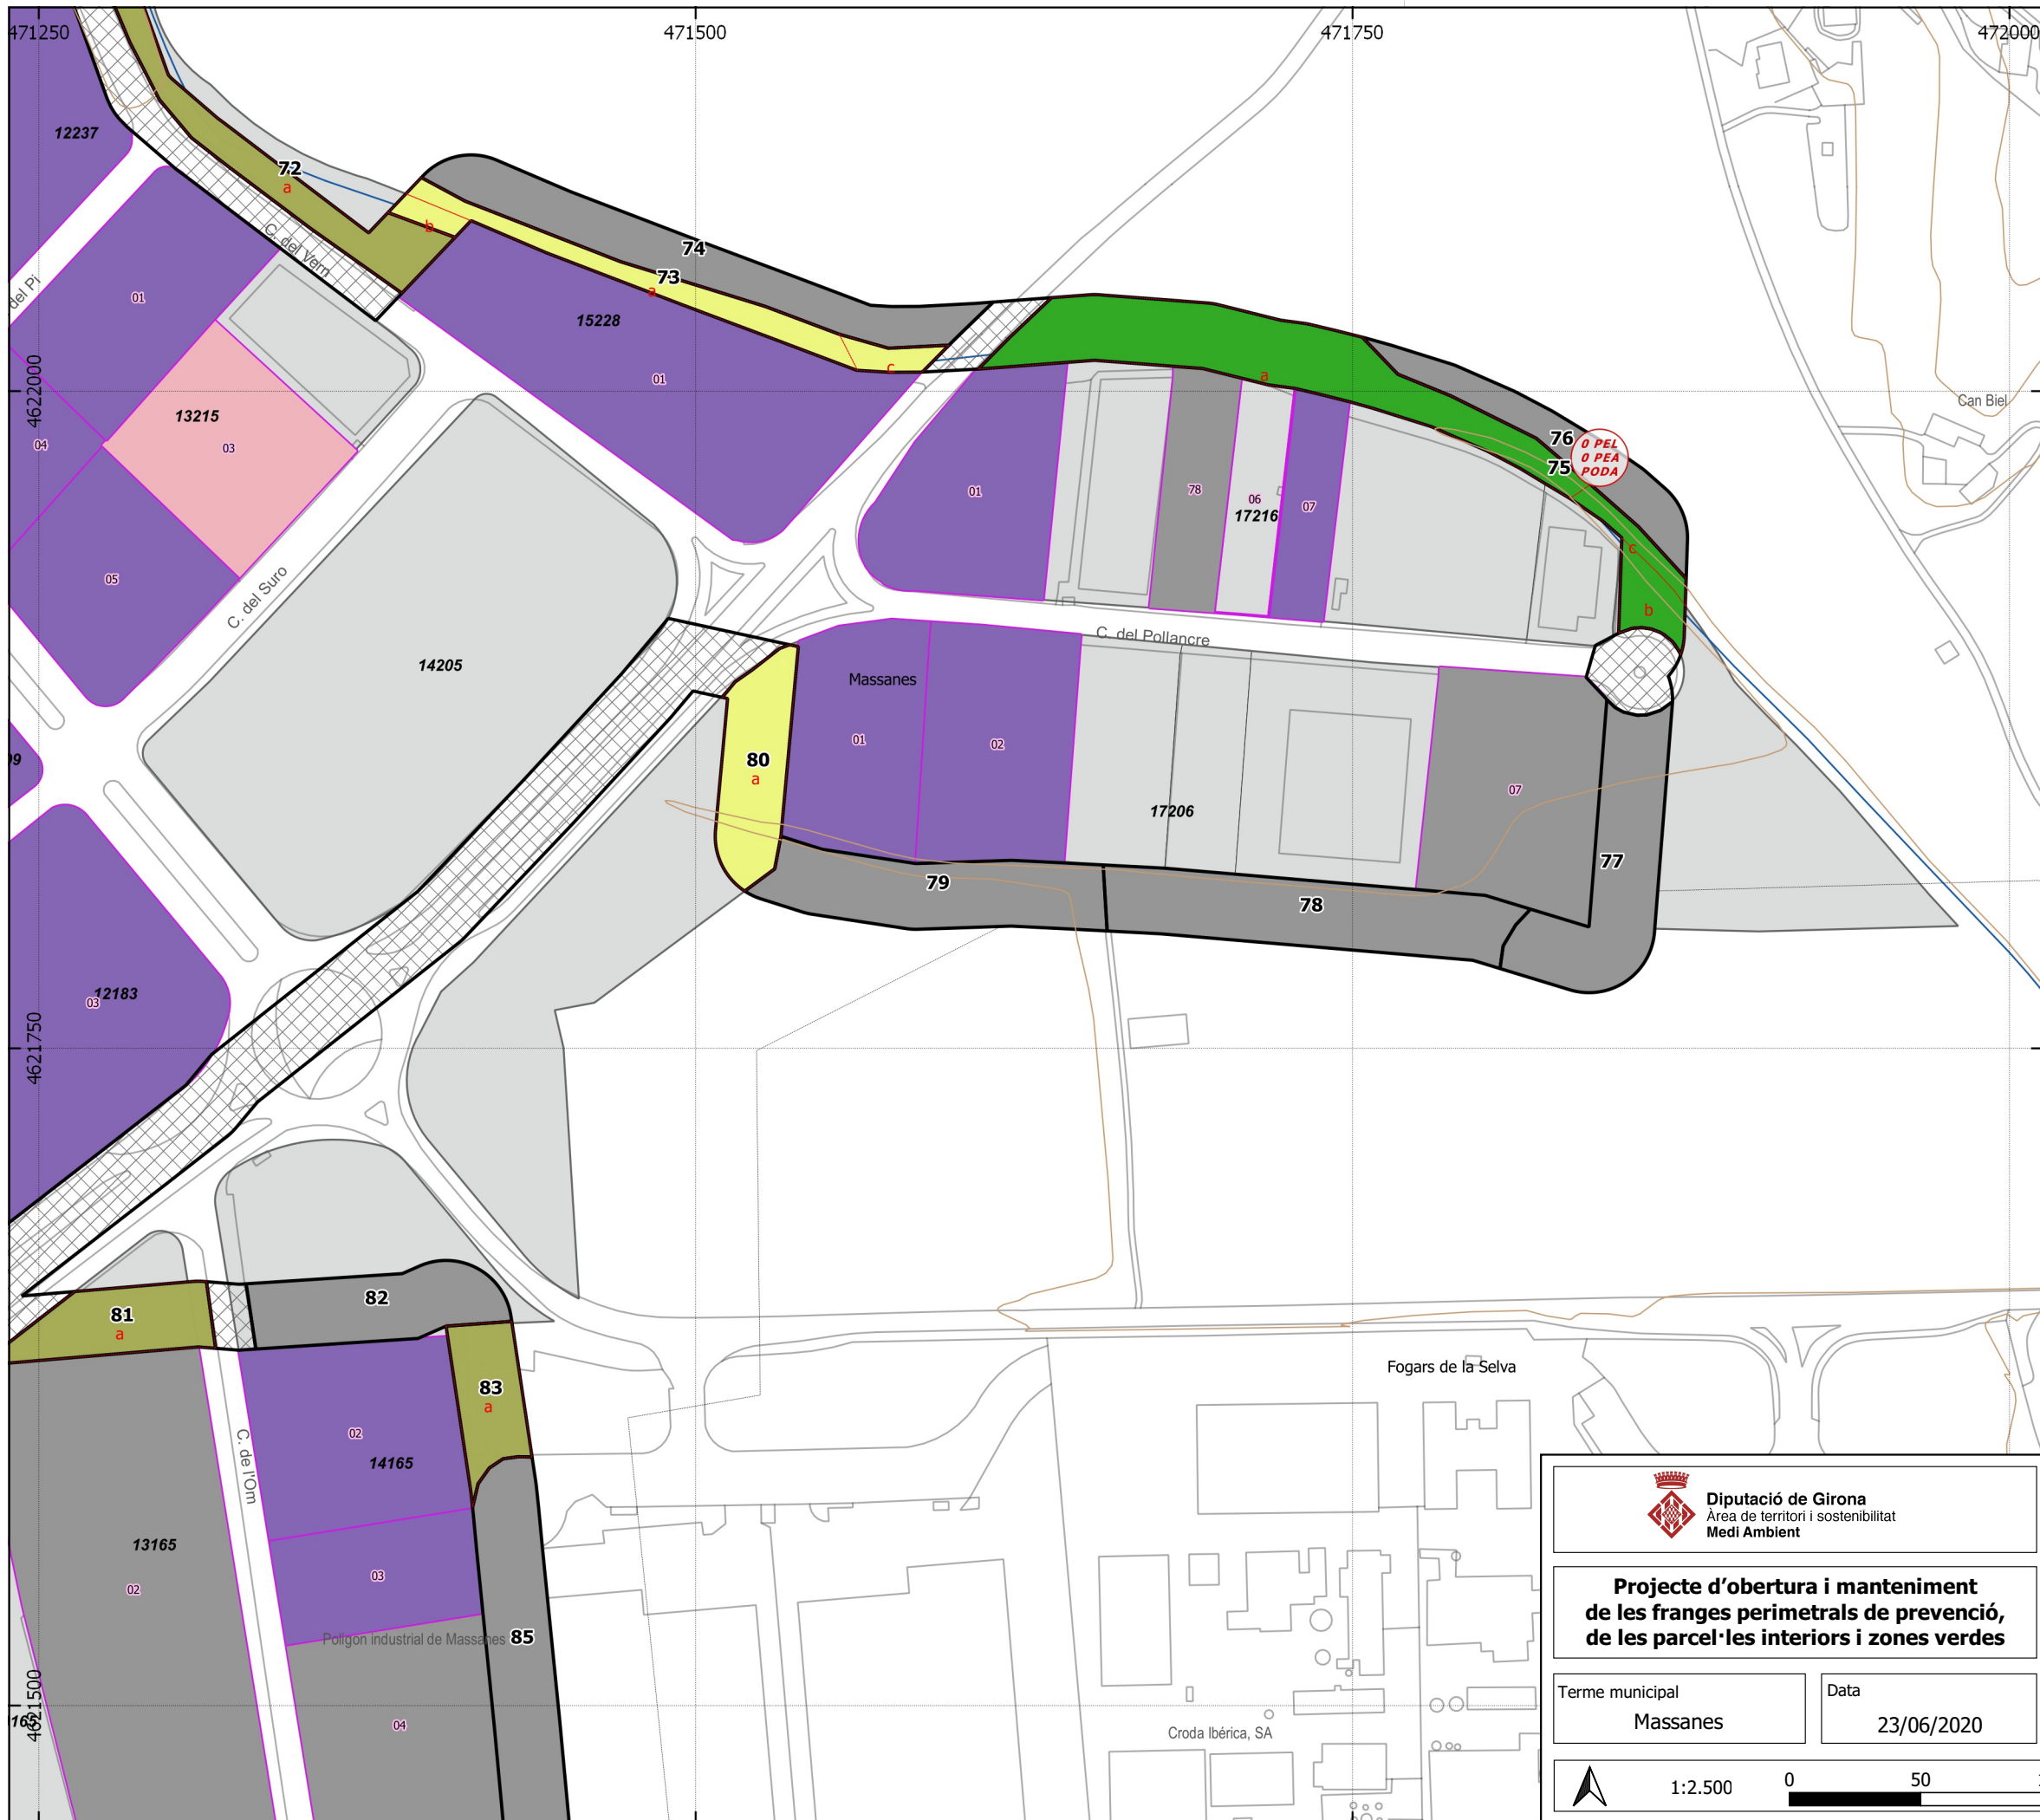 471250
471500
471750
472000
12237
72
a
b
74
73
a
C. del Vern
del Pi
01
15228
01
c
4622000
13215
03
04
a
Can Biel
76
75
0 PEL
0 PEA
PODA
01
78
06
17216
07
c
b
05
C. del Suro
14205
C. del Pollancre
Massanes
80
a
01
02
17206
07
77
79
78
03
12183
4621750
81
a
82
83
a
02
14165
C. de l'Om
Fogars de la Selva
13165
02
03
Polígon industrial de Massanes
85
4621500
04
Croda Ibérica, SA
Diputació de Girona
Àrea de territori i sostenibilitat
Medi Ambient
Projecte d'obertura i manteniment
de les franges perimetrals de prevenció,
de les parcel·les interiors i zones verdes
Terme municipal
Massanes
Data
23/06/2020
1:2.500
0
50